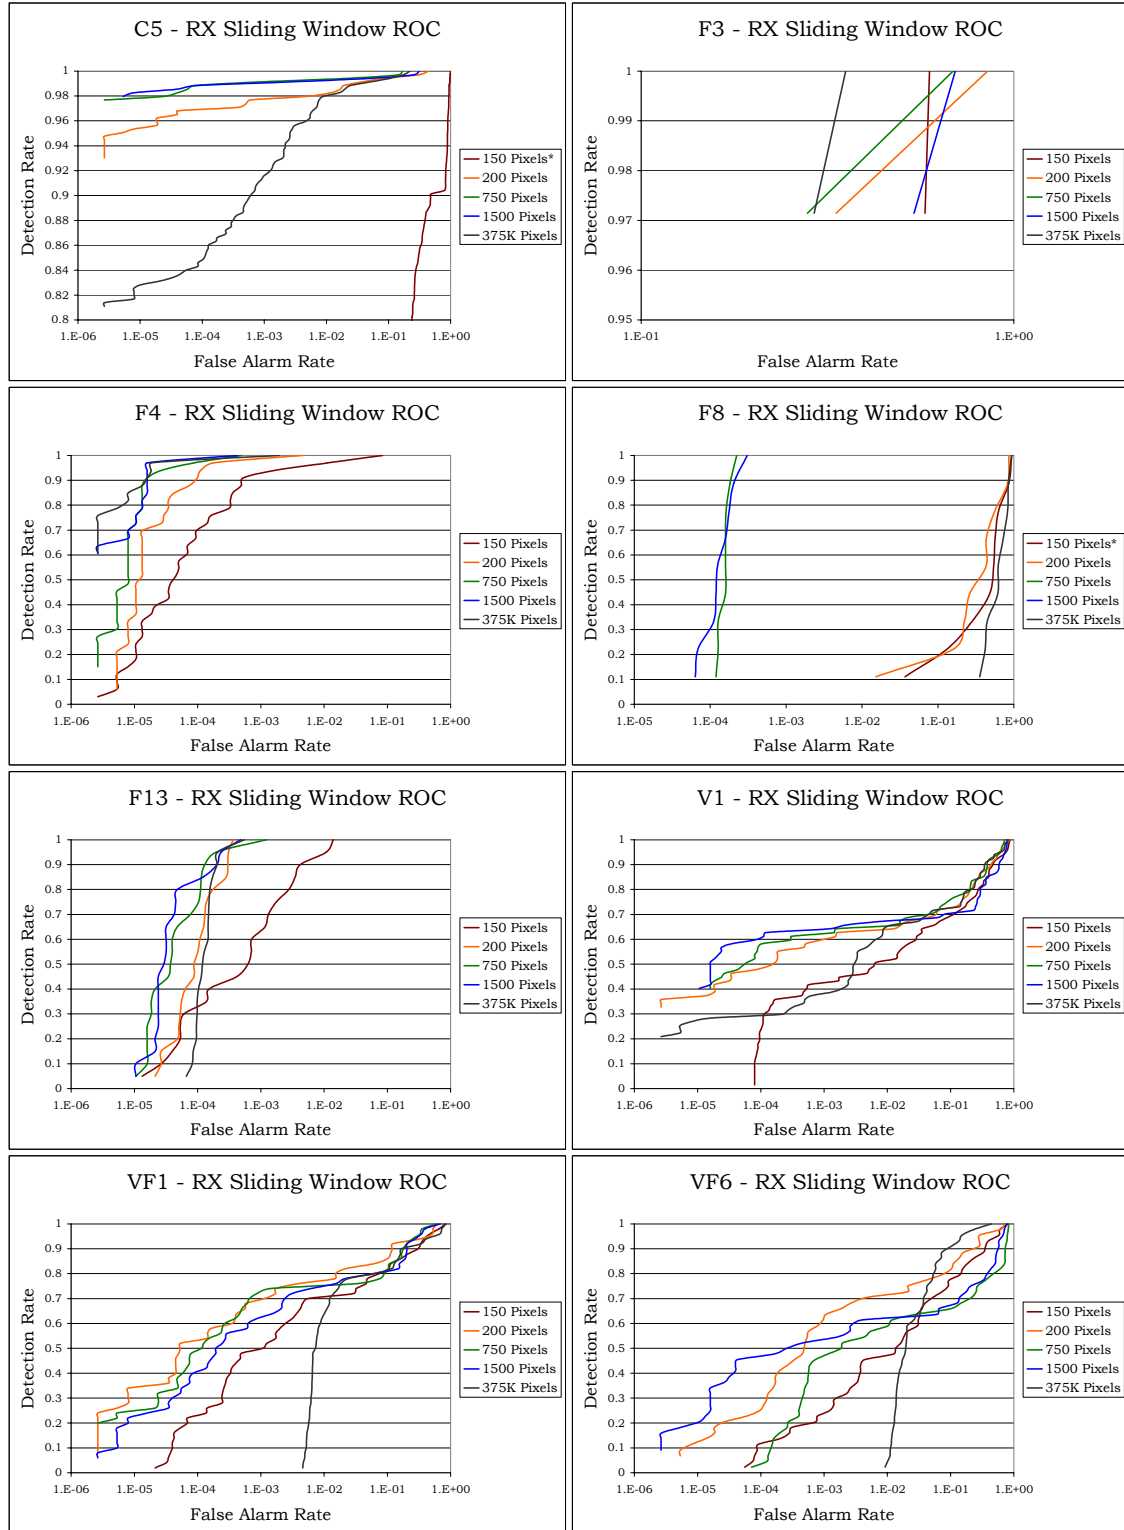 C5 - RX Sliding Window ROC
Detection Rate
1
0.98
0.96
0.94
0.92
0.9
0.88
0.86
0.84
0.82
0.8
1.E-06 1.E-05 1.E-04 1.E-03 1.E-02 1.E-01 1.E+00
False Alarm Rate
150 Pixels*
200 Pixels
750 Pixels
1500 Pixels
375K Pixels
F3 - RX Sliding Window ROC
Detection Rate
1
0.99
0.98
0.97
0.96
0.95
1.E-01 1.E+00
False Alarm Rate
150 Pixels
200 Pixels
750 Pixels
1500 Pixels
375K Pixels
F4 - RX Sliding Window ROC
Detection Rate
1
0.9
0.8
0.7
0.6
0.5
0.4
0.3
0.2
0.1
0
1.E-06 1.E-05 1.E-04 1.E-03 1.E-02 1.E-01 1.E+00
False Alarm Rate
150 Pixels
200 Pixels
750 Pixels
1500 Pixels
375K Pixels
F8 - RX Sliding Window ROC
Detection Rate
1
0.9
0.8
0.7
0.6
0.5
0.4
0.3
0.2
0.1
0
1.E-05 1.E-04 1.E-03 1.E-02 1.E-01 1.E+00
False Alarm Rate
150 Pixels*
200 Pixels
750 Pixels
1500 Pixels
375K Pixels
F13 - RX Sliding Window ROC
Detection Rate
1
0.9
0.8
0.7
0.6
0.5
0.4
0.3
0.2
0.1
0
1.E-06 1.E-05 1.E-04 1.E-03 1.E-02 1.E-01 1.E+00
False Alarm Rate
150 Pixels
200 Pixels
750 Pixels
1500 Pixels
375K Pixels
V1 - RX Sliding Window ROC
Detection Rate
1
0.9
0.8
0.7
0.6
0.5
0.4
0.3
0.2
0.1
0
1.E-06 1.E-05 1.E-04 1.E-03 1.E-02 1.E-01 1.E+00
False Alarm Rate
150 Pixels
200 Pixels
750 Pixels
1500 Pixels
375K Pixels
VF1 - RX Sliding Window ROC
Detection Rate
1
0.9
0.8
0.7
0.6
0.5
0.4
0.3
0.2
0.1
0
1.E-06 1.E-05 1.E-04 1.E-03 1.E-02 1.E-01 1.E+00
False Alarm Rate
150 Pixels
200 Pixels
750 Pixels
1500 Pixels
375K Pixels
VF6 - RX Sliding Window ROC
Detection Rate
1
0.9
0.8
0.7
0.6
0.5
0.4
0.3
0.2
0.1
0
1.E-06 1.E-05 1.E-04 1.E-03 1.E-02 1.E-01 1.E+00
False Alarm Rate
150 Pixels
200 Pixels
750 Pixels
1500 Pixels
375K Pixels